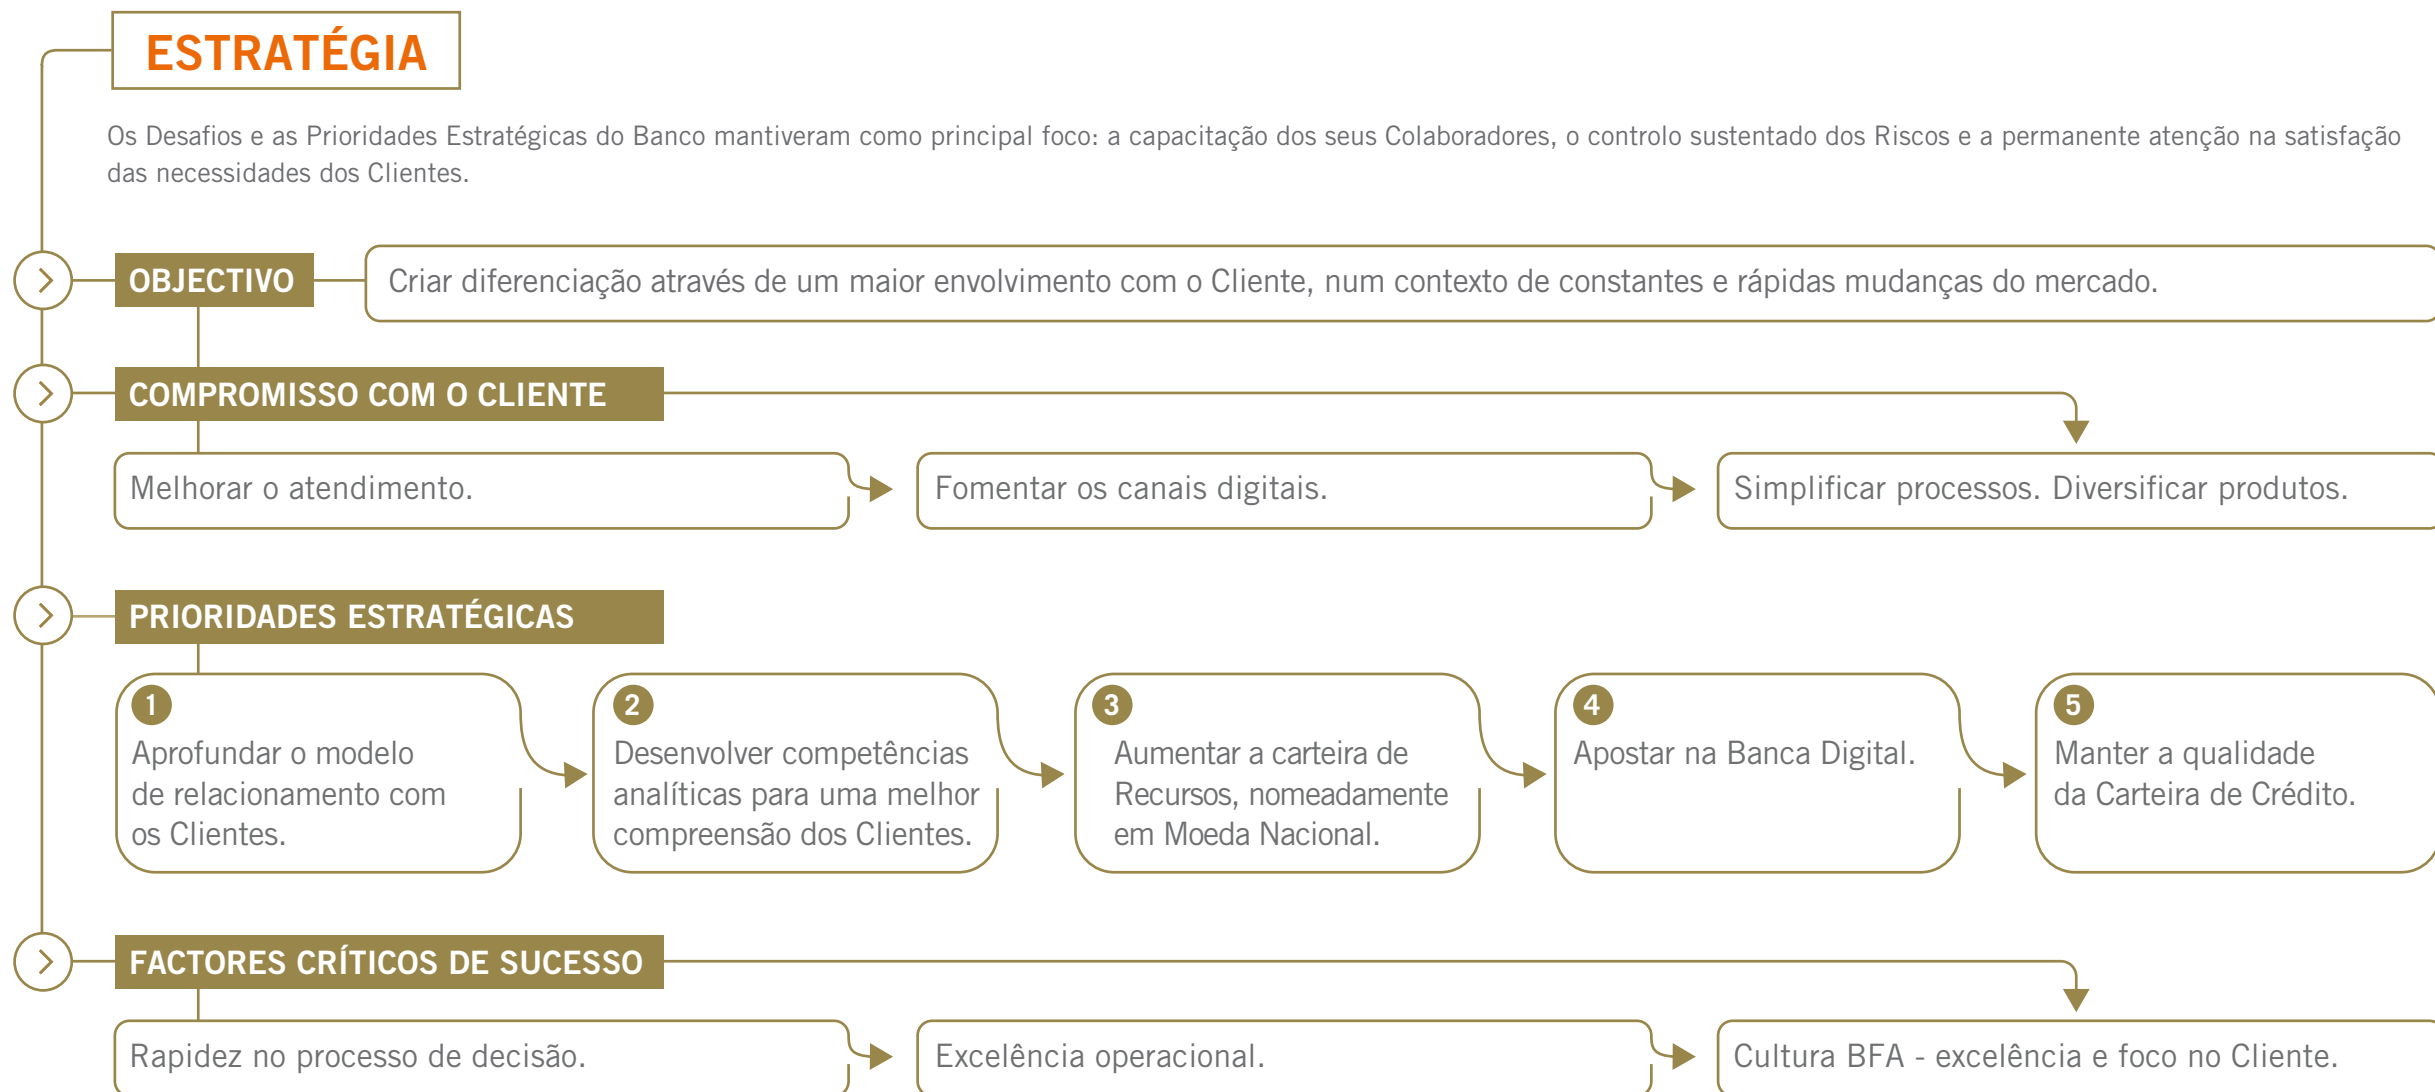 ESTRATÉGIA
Os Desafios e as Prioridades Estratégicas do Banco mantiveram como principal foco: a capacitação dos seus Colaboradores, o controlo sustentado dos Riscos e a permanente atenção na satisfação
das necessidades dos Clientes.
OBJECTIVO
Criar diferenciação através de um maior envolvimento com o Cliente, num contexto de constantes e rápidas mudanças do mercado.
COMPROMISSO COM O CLIENTE
Melhorar o atendimento.
Fomentar os canais digitais.
Simplificar processos. Diversificar produtos.
PRIORIDADES ESTRATÉGICAS
1
Aprofundar o modelo
de relacionamento com
os Clientes.
2
Desenvolver competências
analíticas para uma melhor
compreensão dos Clientes.
3
Aumentar a carteira de
Recursos, nomeadamente
em Moeda Nacional.
4
Apostar na Banca Digital.
5
Manter a qualidade
da Carteira de Crédito.
FACTORES CRÍTICOS DE SUCESSO
Rapidez no processo de decisão.
Excelência operacional.
Cultura BFA - excelência e foco no Cliente.